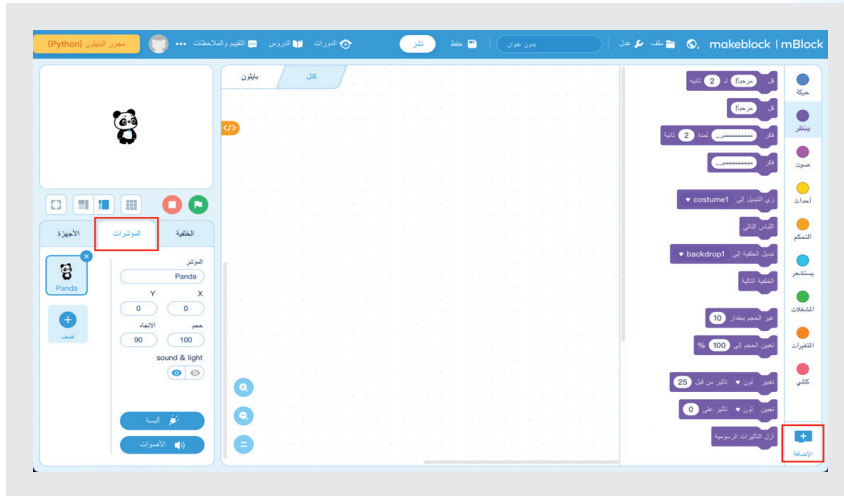 makeblock | mBlock
ملف
عدل
بدون عنوان
حفظ
نشر
الدورات
الدروس
التقييم والملاحظات
محرر البايثون (Python)
حركة
ينظر
صوت
أحداث
التحكم
يستشعر
المشغلات
المتغيرات
كتلي
الإضافة
قل مرحبا! لـ 2 ثانية
قل مرحبا!
فكر لمدة 2 ثانية
فكر
زي التبديل إلى costume1
اللباس التالي
تبديل الخلفية إلى backdrop1
الخلفية التالية
غير الحجم بمقدار 10
تعيين الحجم إلى 100 %
تغيير لون تأثير من قبل 25
تعيين لون تأثير على 0
أزل التأثيرات الرسومية
كتل
بايثون
</>
الخلفية
المؤشرات
الأجهزة
Panda
أضف
المؤشر
Panda
X
Y
0
0
حجم
الاتجاه
100
90
sound & light
ألبسة
الأصوات